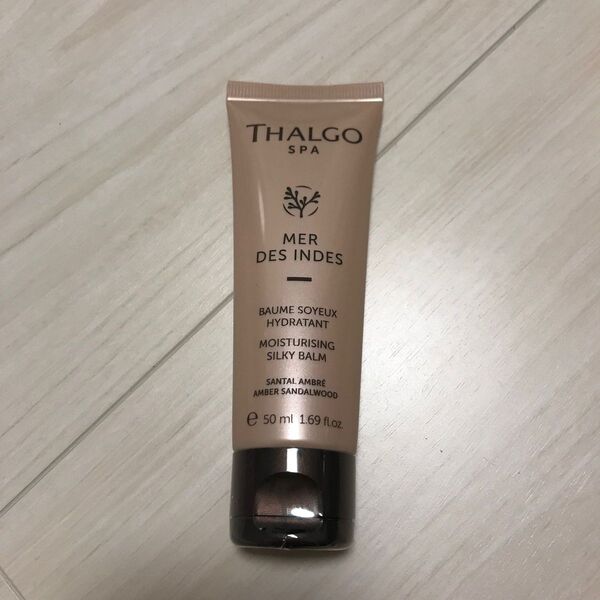 THALGO
SPA
MER
DES INDES
BAUME SOYEUX
HYDRATANT
MOISTURISING
SILKY BALM
SANTAL AMBRÉ
AMBER SANDALWOOD
℮ 50 ml 1.69 fl.oz.